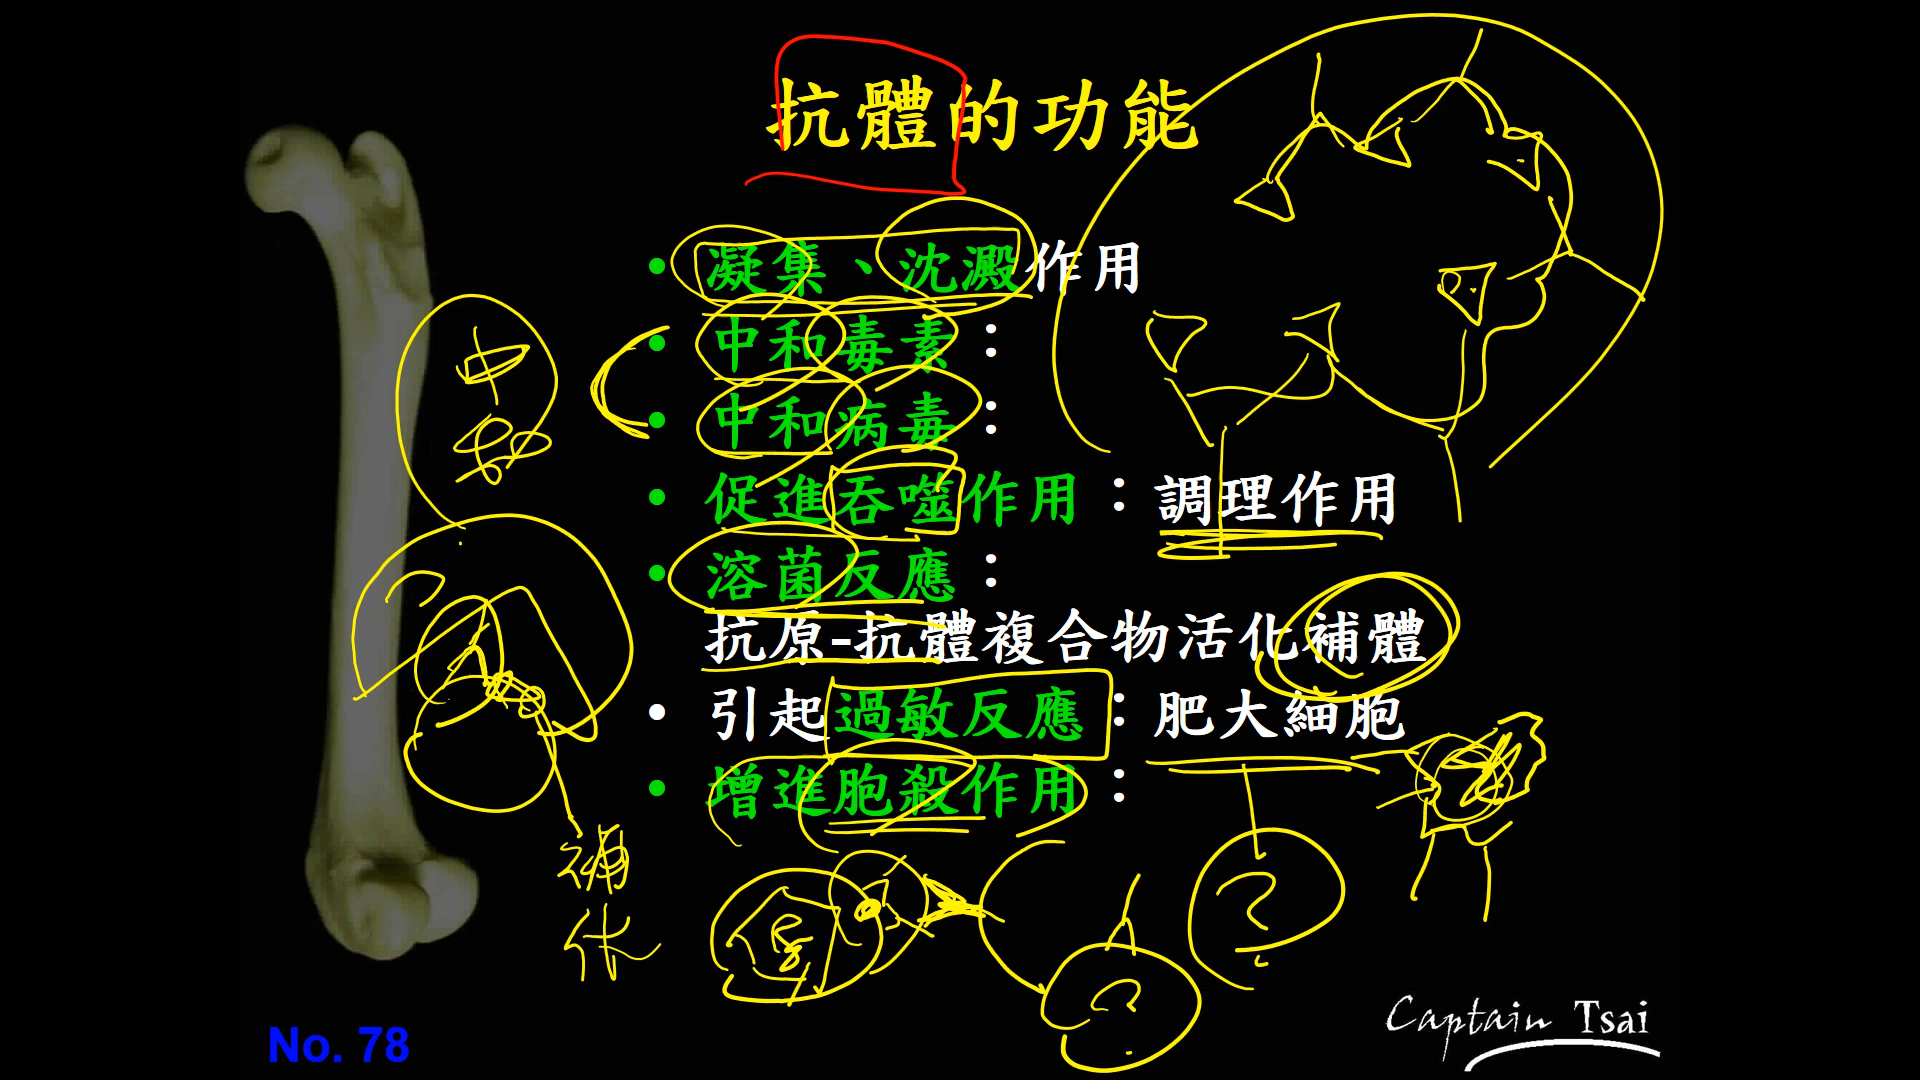 抗體的功能
• 凝集、沈澱作用
• 中和毒素：
• 中和病毒：
• 促進吞噬作用：調理作用
• 溶菌反應：
抗原-抗體複合物活化補體
• 引起過敏反應：肥大細胞
• 增進胞殺作用：
中
和
補
体
No. 78
Captain Tsai